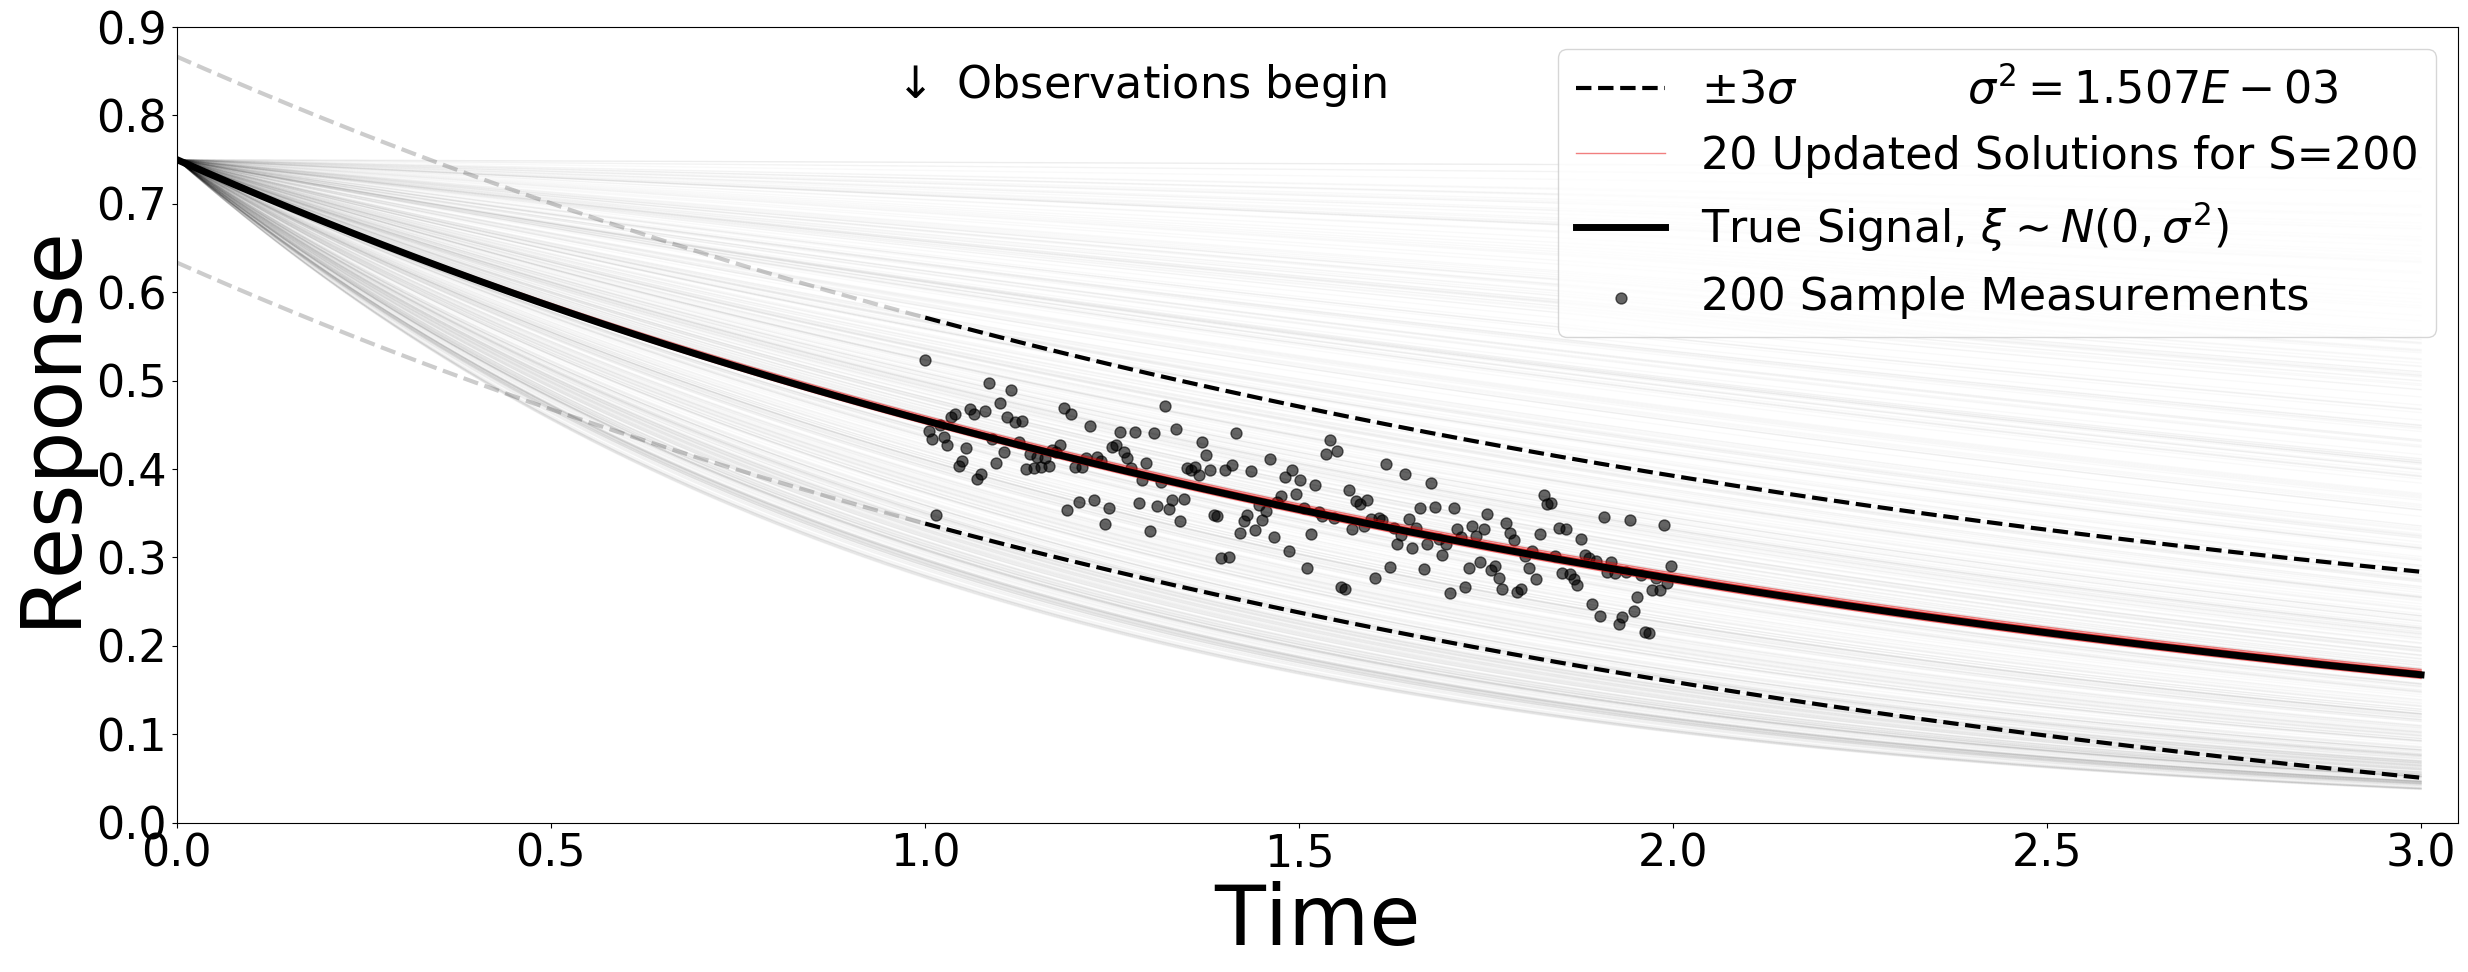 0.9
0.8
0.7
0.6
0.5
0.4
0.3
0.2
0.1
0.0
Response
↓ Observations begin
±3σ σ² = 1.507E − 03
20 Updated Solutions for S=200
True Signal, ξ ∼ N(0, σ²)
200 Sample Measurements
0.0 0.5 1.0 1.5 2.0 2.5 3.0
Time